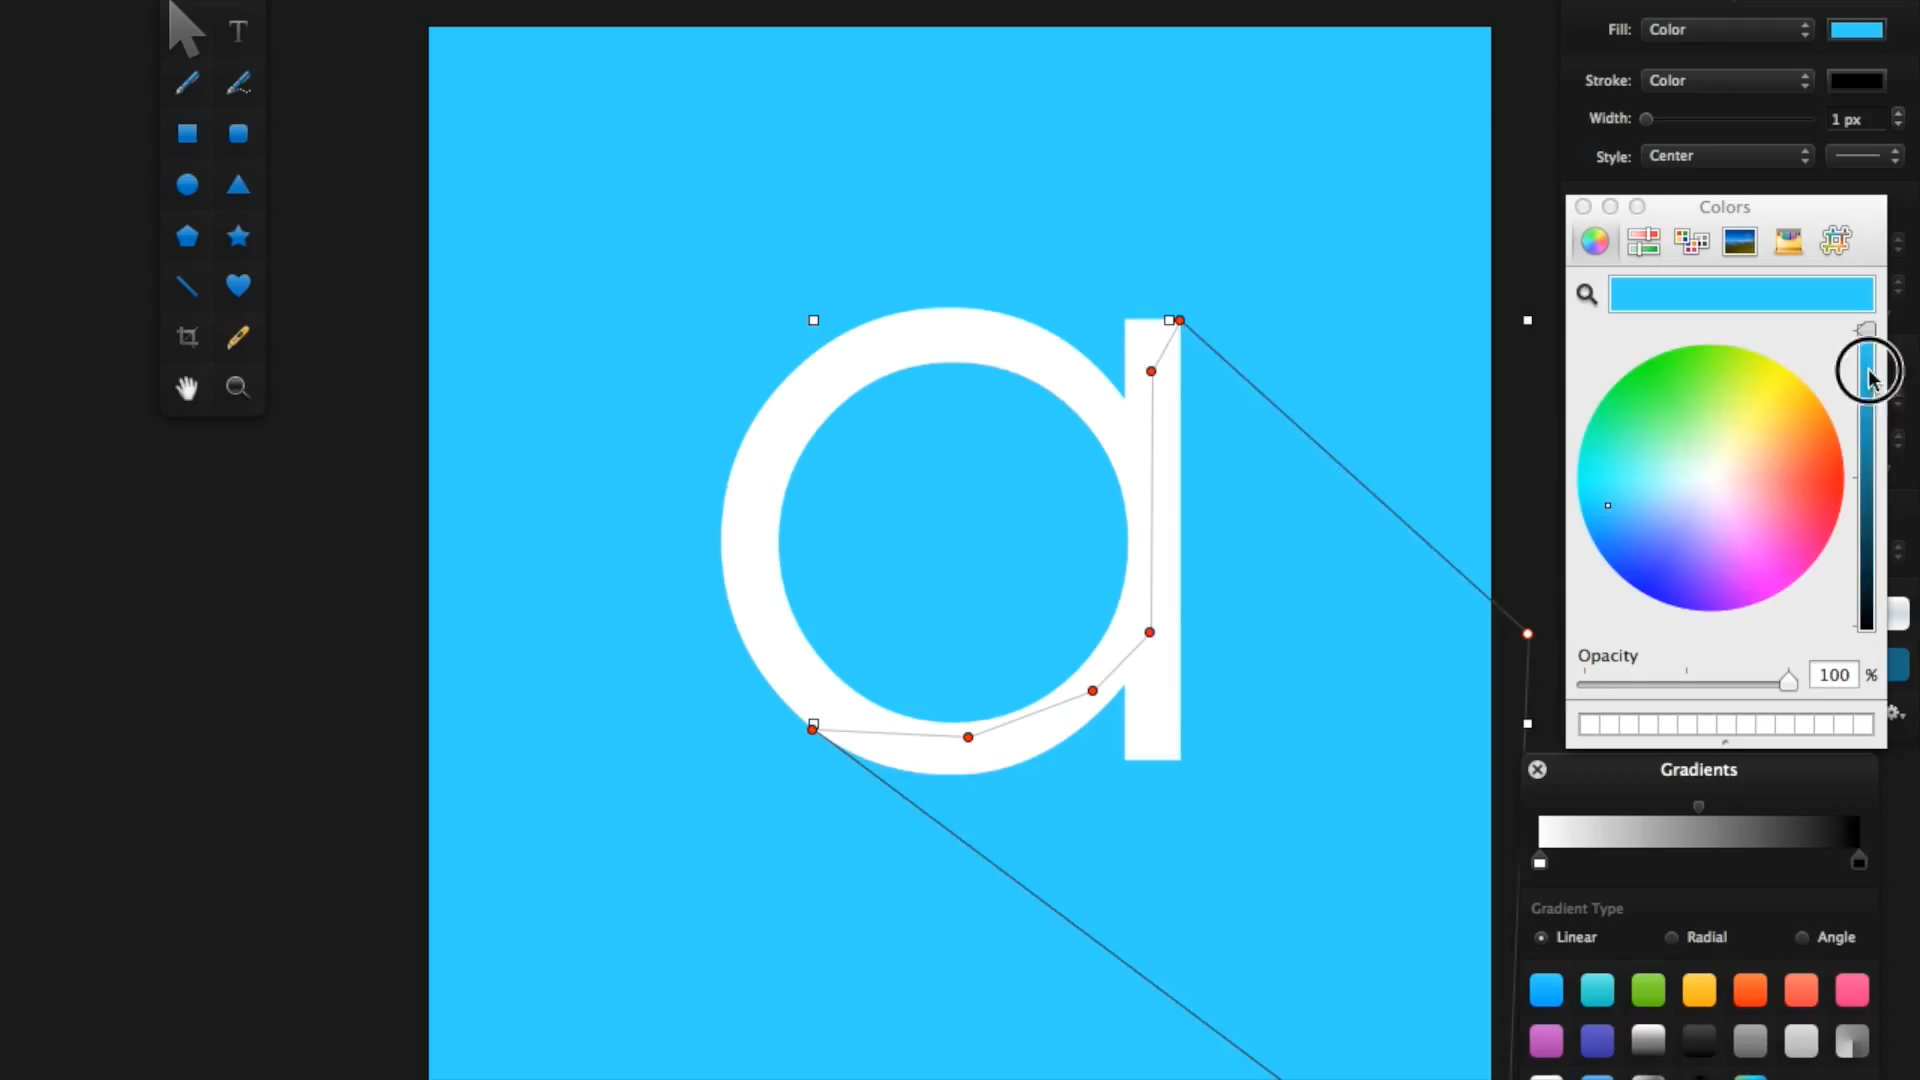 T
Fill: Color
Stroke: Color
Width: 1 px
Style: Center
Colors
a
Opacity
100 %
Gradients
Gradient Type
Linear Radial Angle